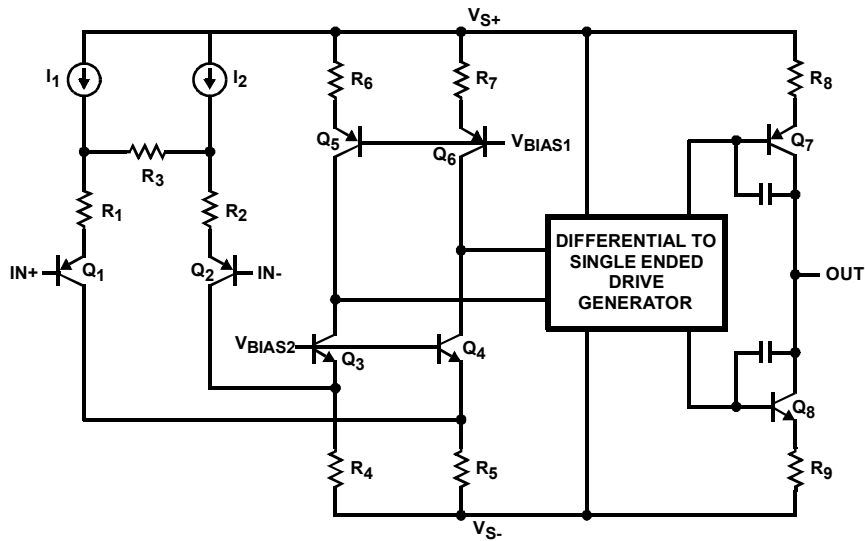 VS+
I1
I2
R6
R7
R8
Q5
Q6
VBIAS1
Q7
R3
R1
R2
DIFFERENTIAL TO
SINGLE ENDED
DRIVE
GENERATOR
IN+
Q1
Q2
IN-
OUT
VBIAS2
Q3
Q4
Q8
R4
R5
R9
VS-